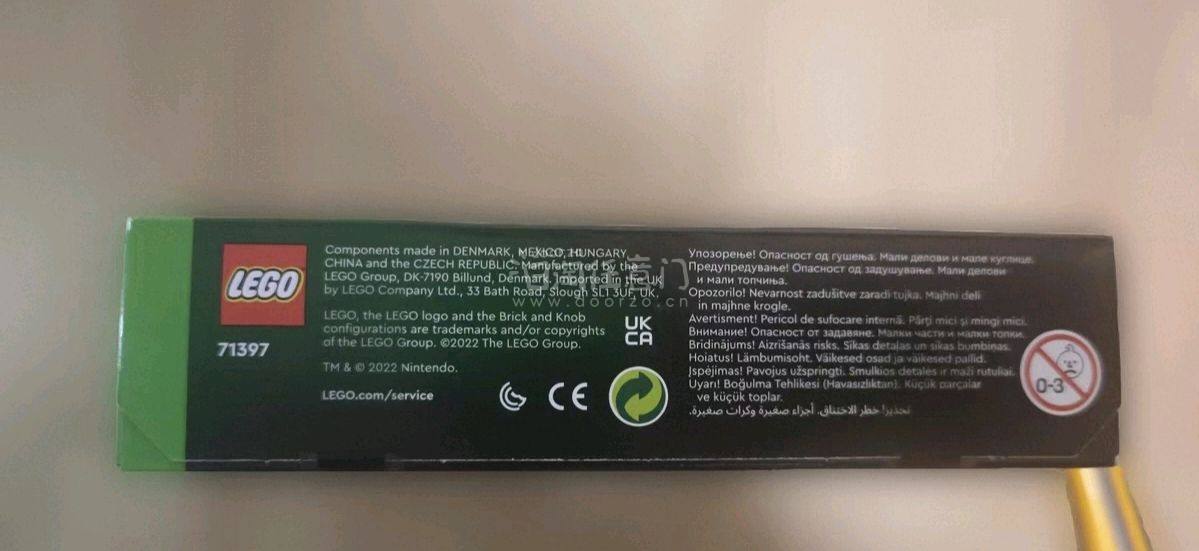 LEGO
71397
Components made in DENMARK, MEXICO, HUNGARY,
CHINA and the CZECH REPUBLIC. Manufactured by the
LEGO Group, DK-7190 Billund, Denmark. Imported in the UK
by LEGO Company Ltd., 33 Bath Road, Slough SL1 3UF, UK.
LEGO, the LEGO logo and the Brick and Knob
configurations are trademarks and/or copyrights
of the LEGO Group. ©2022 The LEGO Group.
TM & © 2022 Nintendo.
LEGO.com/service
UK
CA
CE
Упозорење! Опасност од гушења. Мали делови и мале куглице.
Предупредување! Опасност од задушување. Мали делови
и мали топчиња.
Opozorilo! Nevarnost zadušitve zaradi tujka. Majhni deli
in majhne krogle.
Avertisment! Pericol de sufocare internă. Părți mici și mingi mici.
Внимание! Опасност от задавяне. Малки части и малки топки.
Brīdinājums! Aizrīšanās risks. Sīkas detaļas un sīkas bumbiņas.
Hoiatus! Lämbumisoht. Väikesed osad ja väikesed pallid.
Įspėjimas! Pavojus užspringti. Smulkios detalės ir maži rutuliai.
Uyarı! Boğulma Tehlikesi (Havasızlıktan). Küçük parçalar
ve küçük toplar.
تحذير! خطر الاختناق. أجزاء صغيرة وكرات صغيرة.
0-3
www.doorzo.cn